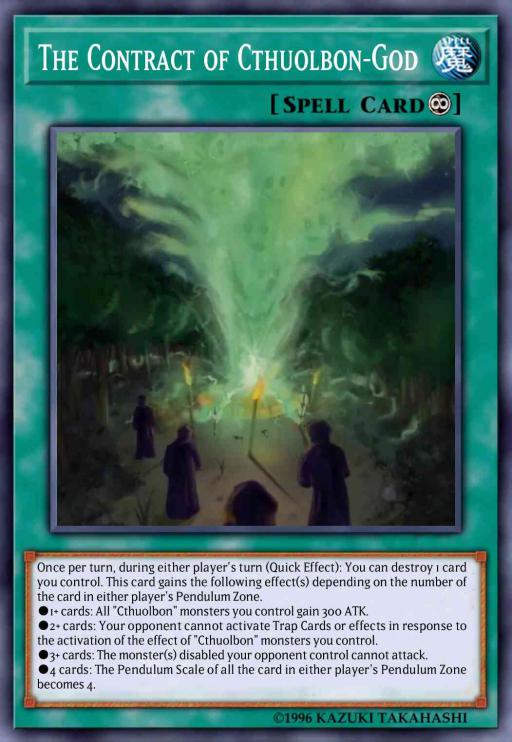 The Contract of Cthuolbon-God
SPELL
魔
[Spell Card]
Once per turn, during either player's turn (Quick Effect): You can destroy 1 card
you control. This card gains the following effect(s) depending on the number of
the card in either player's Pendulum Zone.
●1+ cards: All "Cthuolbon" monsters you control gain 300 ATK.
●2+ cards: Your opponent cannot activate Trap Cards or effects in response to
the activation of the effect of "Cthuolbon" monsters you control.
●3+ cards: The monster(s) disabled your opponent control cannot attack.
●4 cards: The Pendulum Scale of all the card in either player's Pendulum Zone
becomes 4.
©1996 KAZUKI TAKAHASHI